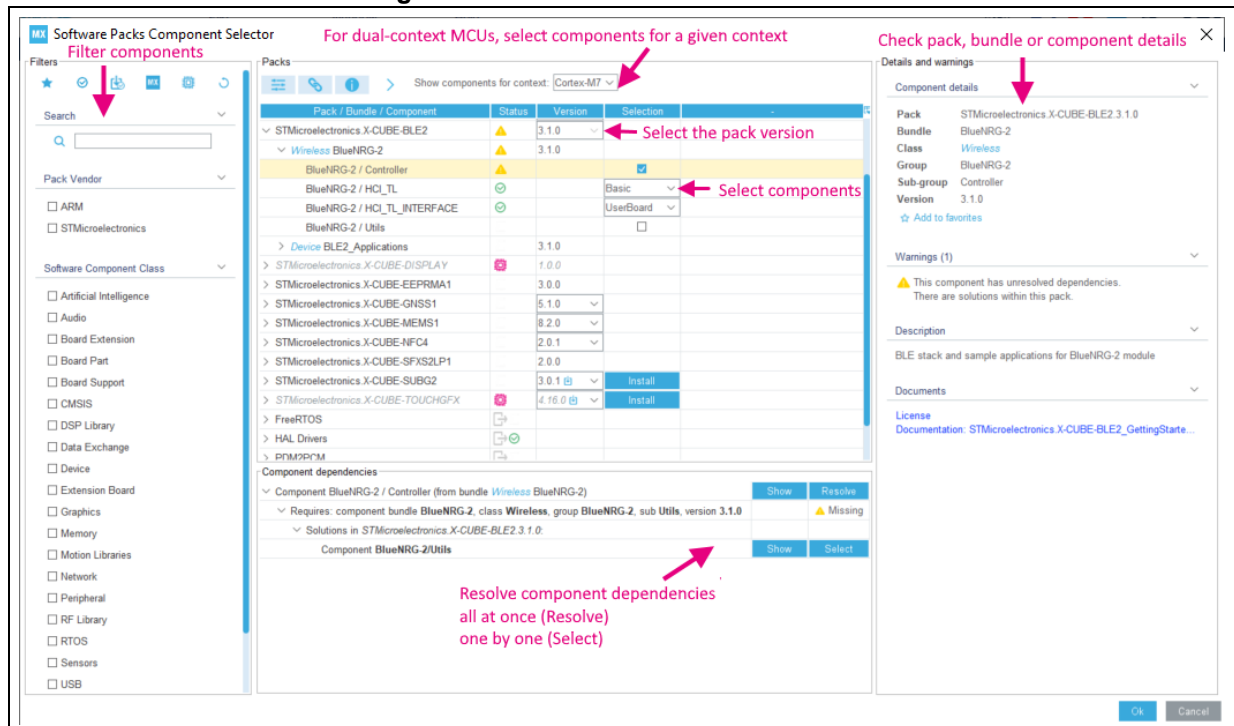 MX Software Packs Component Selector
For dual-context MCUs, select components for a given context
Filter components
Check pack, bundle or component details
Filters
MX
Search
Pack Vendor
ARM
STMicroelectronics
Software Component Class
Artificial Intelligence
Audio
Board Extension
Board Part
Board Support
CMSIS
DSP Library
Data Exchange
Device
Extension Board
Graphics
Memory
Motion Libraries
Network
Peripheral
RF Library
RTOS
Sensors
USB
Packs
Show components for context: Cortex-M7
Pack / Bundle / Component Status Version Selection -
STMicroelectronics.X-CUBE-BLE2 3.1.0
Select the pack version
Wireless BlueNRG-2 3.1.0
BlueNRG-2 / Controller
BlueNRG-2 / HCI_TL Basic
Select components
BlueNRG-2 / HCI_TL_INTERFACE UserBoard
BlueNRG-2 / Utils
Device BLE2_Applications 3.1.0
STMicroelectronics.X-CUBE-DISPLAY 1.0.0
STMicroelectronics.X-CUBE-EEPRMA1 3.0.0
STMicroelectronics.X-CUBE-GNSS1 5.1.0
STMicroelectronics.X-CUBE-MEMS1 8.2.0
STMicroelectronics.X-CUBE-NFC4 2.0.1
STMicroelectronics.X-CUBE-SFXS2LP1 2.0.0
STMicroelectronics.X-CUBE-SUBG2 3.0.1 Install
STMicroelectronics.X-CUBE-TOUCHGFX 4.16.0 Install
FreeRTOS
HAL Drivers
PDM2PCM
Component dependencies
Component BlueNRG-2 / Controller (from bundle Wireless BlueNRG-2) Show Resolve
Requires: component bundle BlueNRG-2, class Wireless, group BlueNRG-2, sub Utils, version 3.1.0 Missing
Solutions in STMicroelectronics.X-CUBE-BLE2.3.1.0:
Component BlueNRG-2/Utils Show Select
Resolve component dependencies
all at once (Resolve)
one by one (Select)
Details and warnings
Component details
Pack STMicroelectronics.X-CUBE-BLE2.3.1.0
Bundle BlueNRG-2
Class Wireless
Group BlueNRG-2
Sub-group Controller
Version 3.1.0
Add to favorites
Warnings (1)
This component has unresolved dependencies.
There are solutions within this pack.
Description
BLE stack and sample applications for BlueNRG-2 module
Documents
License
Documentation: STMicroelectronics.X-CUBE-BLE2_GettingStarte...
Ok Cancel